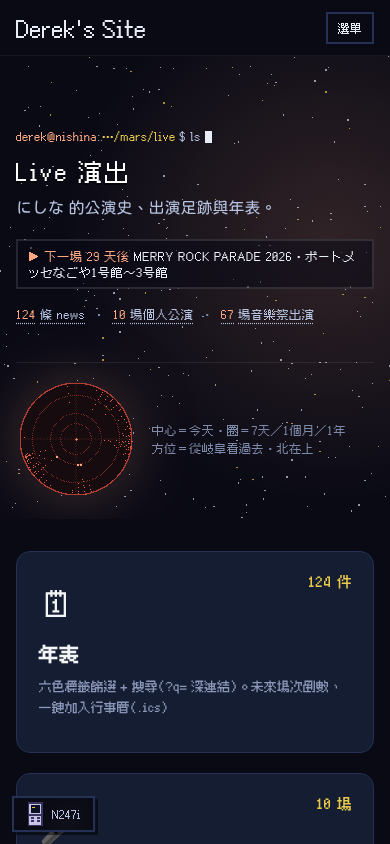 Derek's Site
選單
derek@nishina:~/mars/live $ ls
Live 演出
にしな 的公演史、出演足跡與年表。
▶ 下一場 29 天後 MERRY ROCK PARADE 2026・ポートメ
ッセなごや1号館～3号館
124 條 news · 10 場個人公演 · 67 場音樂祭出演
中心＝今天・圈＝7天／1個月／1年
方位＝從岐阜看過去・北在上
124 件
年表
六色標籤篩選 + 搜尋(?q= 深連結)。未來場次倒數、
一鍵加入行事曆(.ics)
10 場
N247i